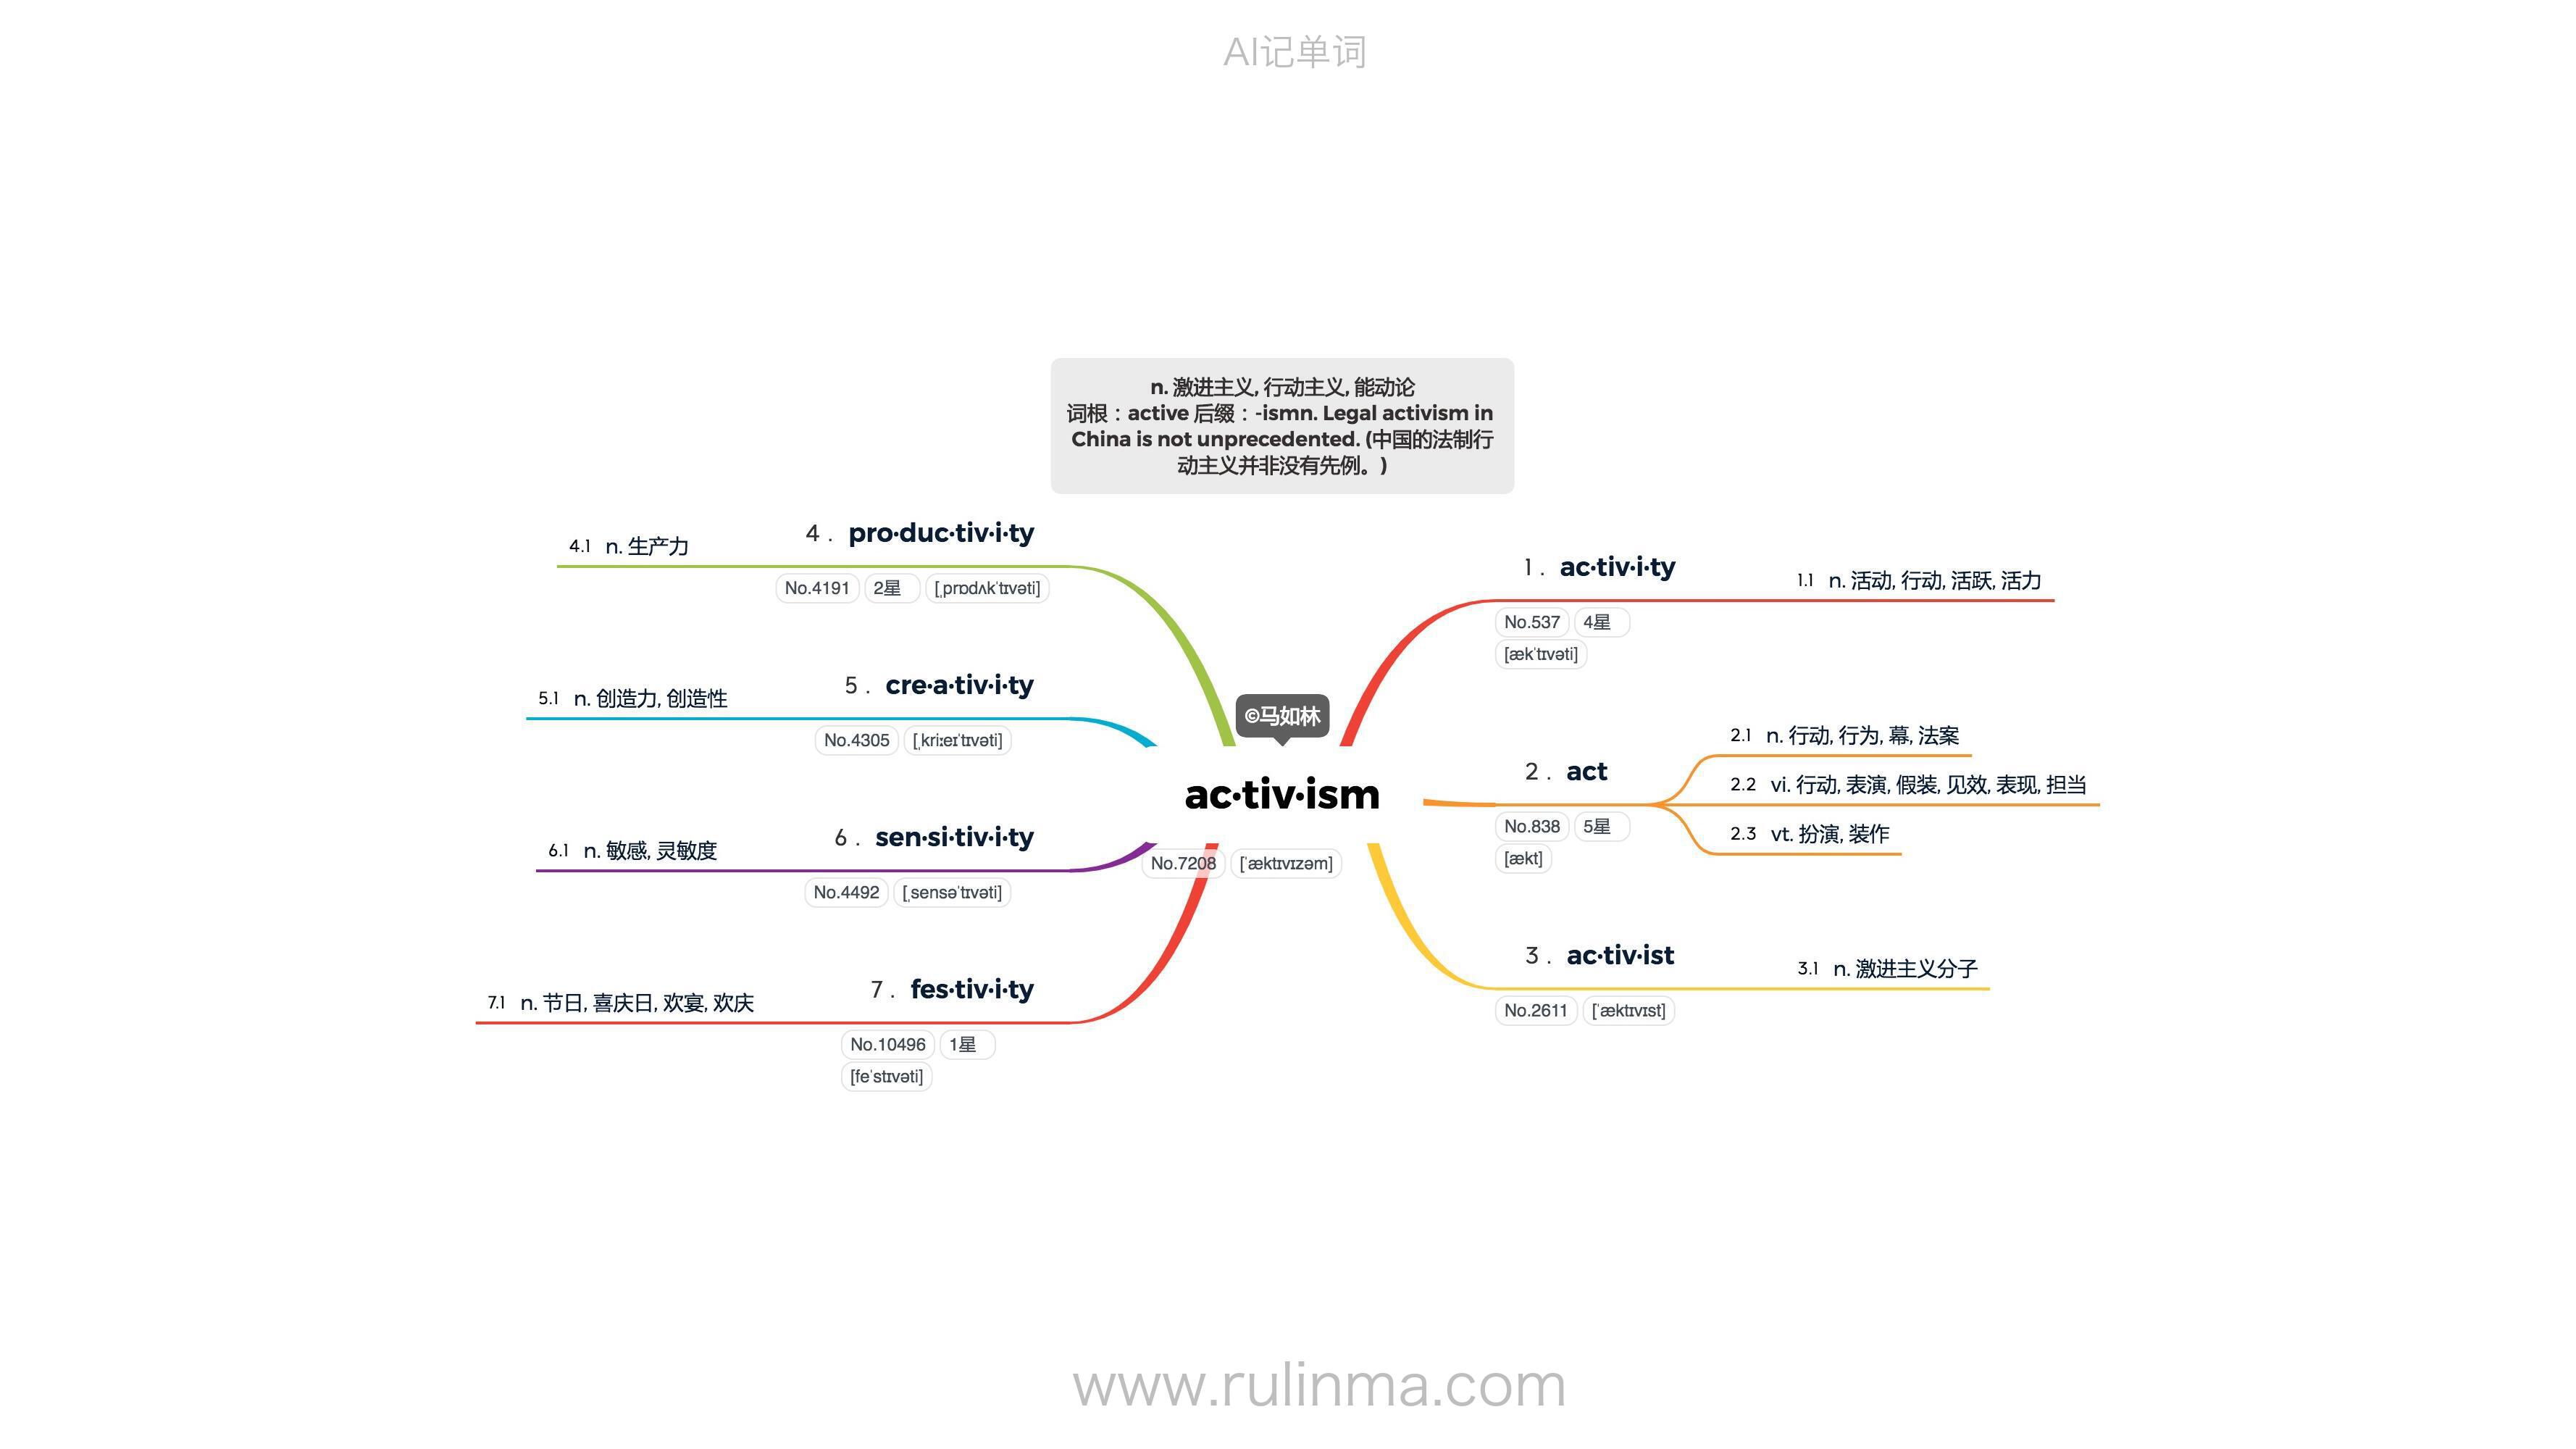 AI记单词
n. 激进主义, 行动主义, 能动论
词根：active 后缀：-ismn. Legal activism in
China is not unprecedented. (中国的法制行
动主义并非没有先例。)
©马如林
ac·tiv·ism
No.7208 [ˈæktɪvɪzəm]
1 . ac·tiv·i·ty
No.537 4星
[ækˈtɪvəti]
1.1 n. 活动, 行动, 活跃, 活力
2 . act
No.838 5星
[ækt]
2.1 n. 行动, 行为, 幕, 法案
2.2 vi. 行动, 表演, 假装, 见效, 表现, 担当
2.3 vt. 扮演, 装作
3 . ac·tiv·ist
No.2611 [ˈæktɪvɪst]
3.1 n. 激进主义分子
4 . pro·duc·tiv·i·ty
No.4191 2星 [ˌprɒdʌkˈtɪvəti]
4.1 n. 生产力
5 . cre·a·tiv·i·ty
No.4305 [ˌkriːeɪˈtɪvəti]
5.1 n. 创造力, 创造性
6 . sen·si·tiv·i·ty
No.4492 [ˌsensəˈtɪvəti]
6.1 n. 敏感, 灵敏度
7 . fes·tiv·i·ty
No.10496 1星
[feˈstɪvəti]
7.1 n. 节日, 喜庆日, 欢宴, 欢庆
www.rulinma.com